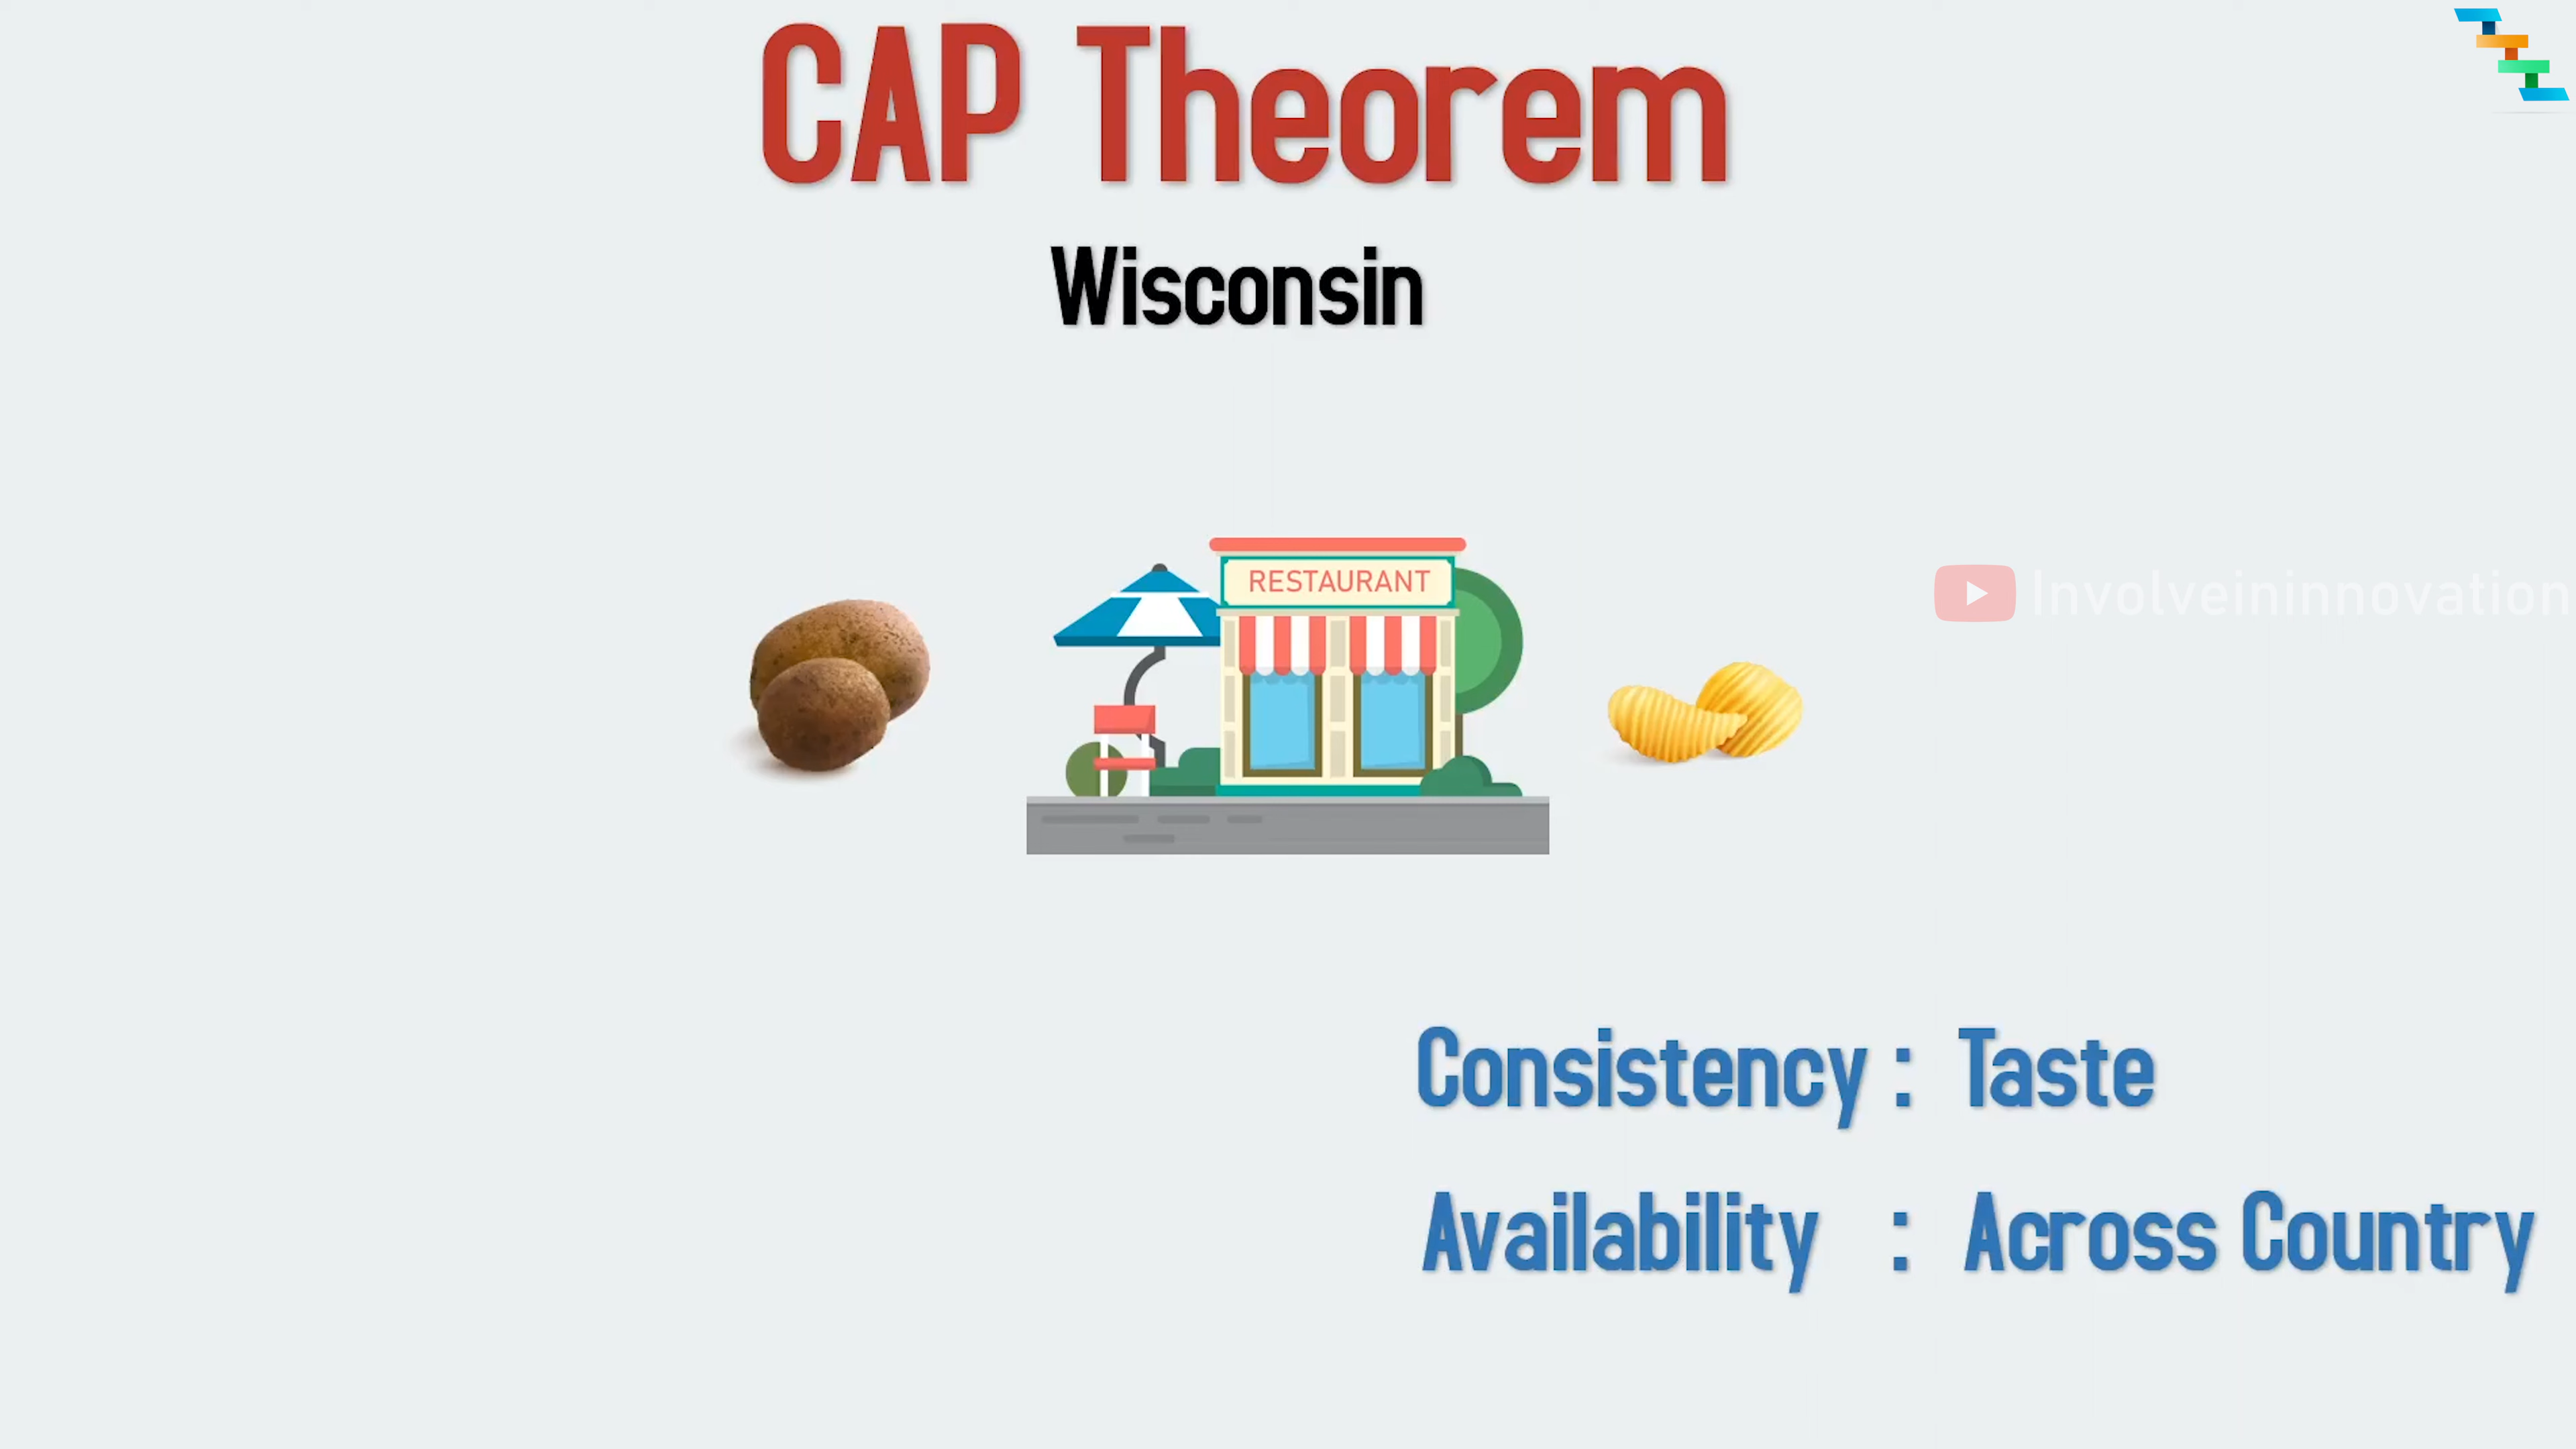 CAP Theorem
Wisconsin
RESTAURANT
Involveininnovation
Consistency : Taste
Availability : Across Country